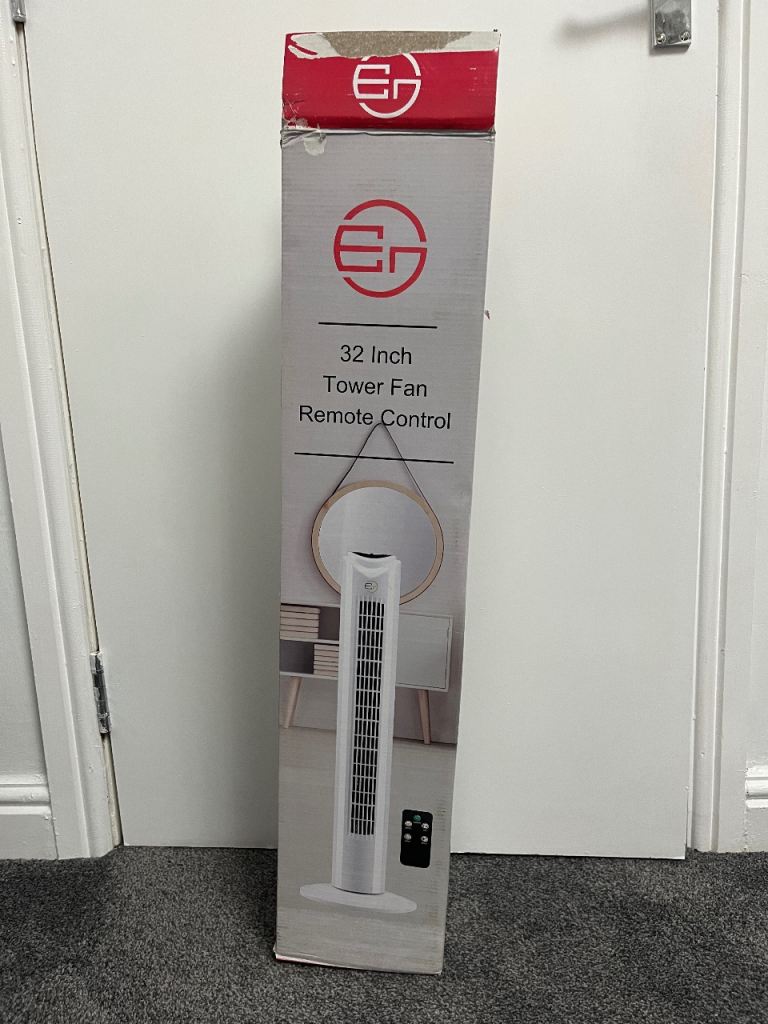 32 Inch
Tower Fan
Remote Control